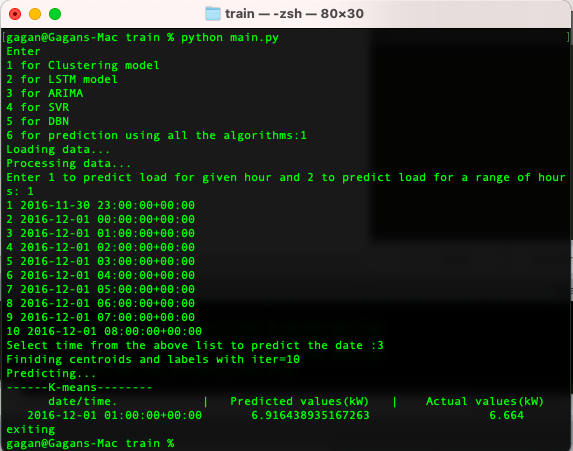 train — -zsh — 80×30
[gagan@Gagans-Mac train % python main.py ]
Enter
1 for Clustering model
2 for LSTM model
3 for ARIMA
4 for SVR
5 for DBN
6 for prediction using all the algorithms:1
Loading data...
Processing data...
Enter 1 to predict load for given hour and 2 to predict load for a range of hour
s: 1
1 2016-11-30 23:00:00+00:00
2 2016-12-01 00:00:00+00:00
3 2016-12-01 01:00:00+00:00
4 2016-12-01 02:00:00+00:00
5 2016-12-01 03:00:00+00:00
6 2016-12-01 04:00:00+00:00
7 2016-12-01 05:00:00+00:00
8 2016-12-01 06:00:00+00:00
9 2016-12-01 07:00:00+00:00
10 2016-12-01 08:00:00+00:00
Select time from the above list to predict the date :3
Finiding centroids and labels with iter=10
Predicting...
------K-means--------
date/time. | Predicted values(kW) | Actual values(kW)
2016-12-01 01:00:00+00:00 6.916438935167263 6.664
exiting
gagan@Gagans-Mac train %